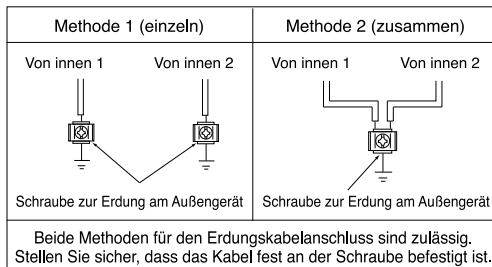 Methode 1 (einzeln)
Methode 2 (zusammen)
Von innen 1
Von innen 2
Von innen 1
Von innen 2
Schraube zur Erdung am Außengerät
Schraube zur Erdung am Außengerät
Beide Methoden für den Erdungskabelanschluss sind zulässig.
Stellen Sie sicher, dass das Kabel fest an der Schraube befestigt ist.